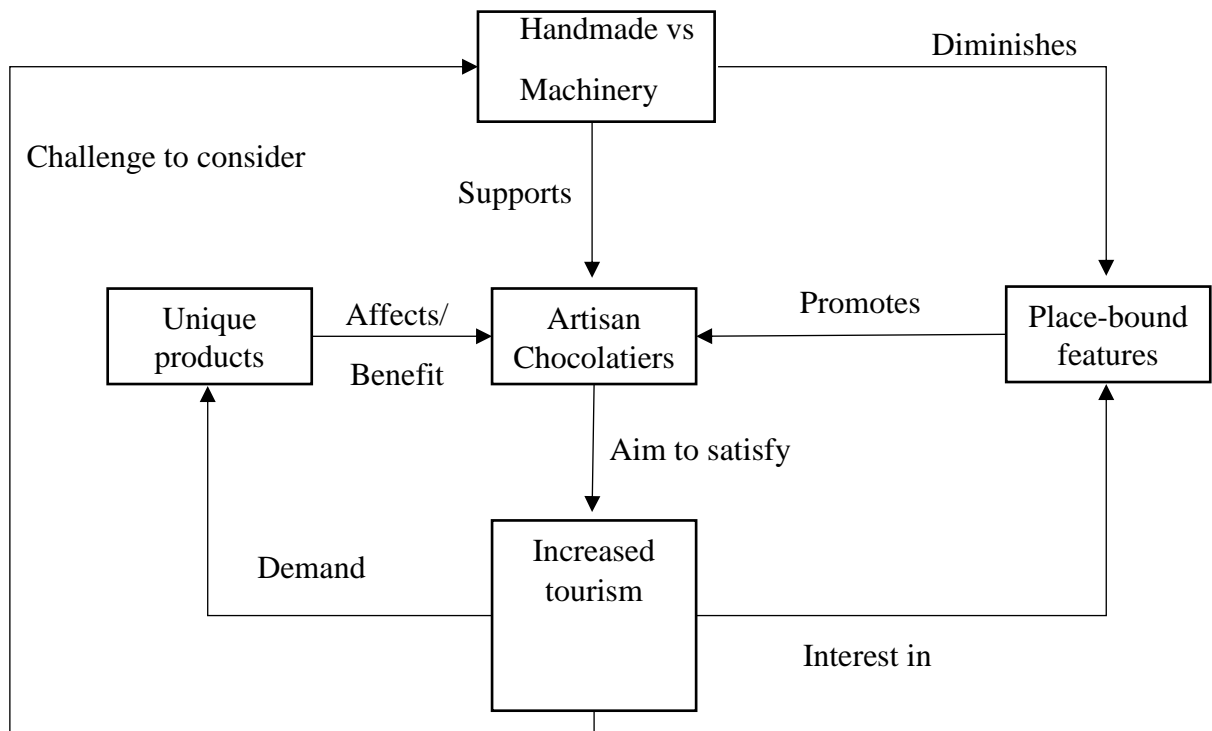 Handmade vs
Machinery
Diminishes
Challenge to consider
Supports
Unique
products
Affects/
Benefit
Artisan
Chocolatiers
Promotes
Place-bound
features
Aim to satisfy
Demand
Increased
tourism
Interest in